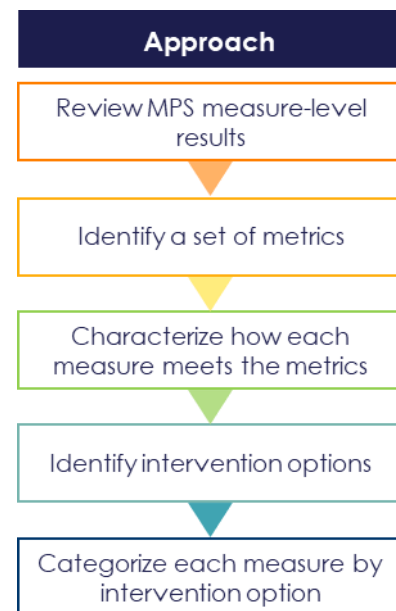 Approach
Review MPS measure-level
results
Identify a set of metrics
Characterize how each
measure meets the metrics
Identify intervention options
Categorize each measure by
intervention option